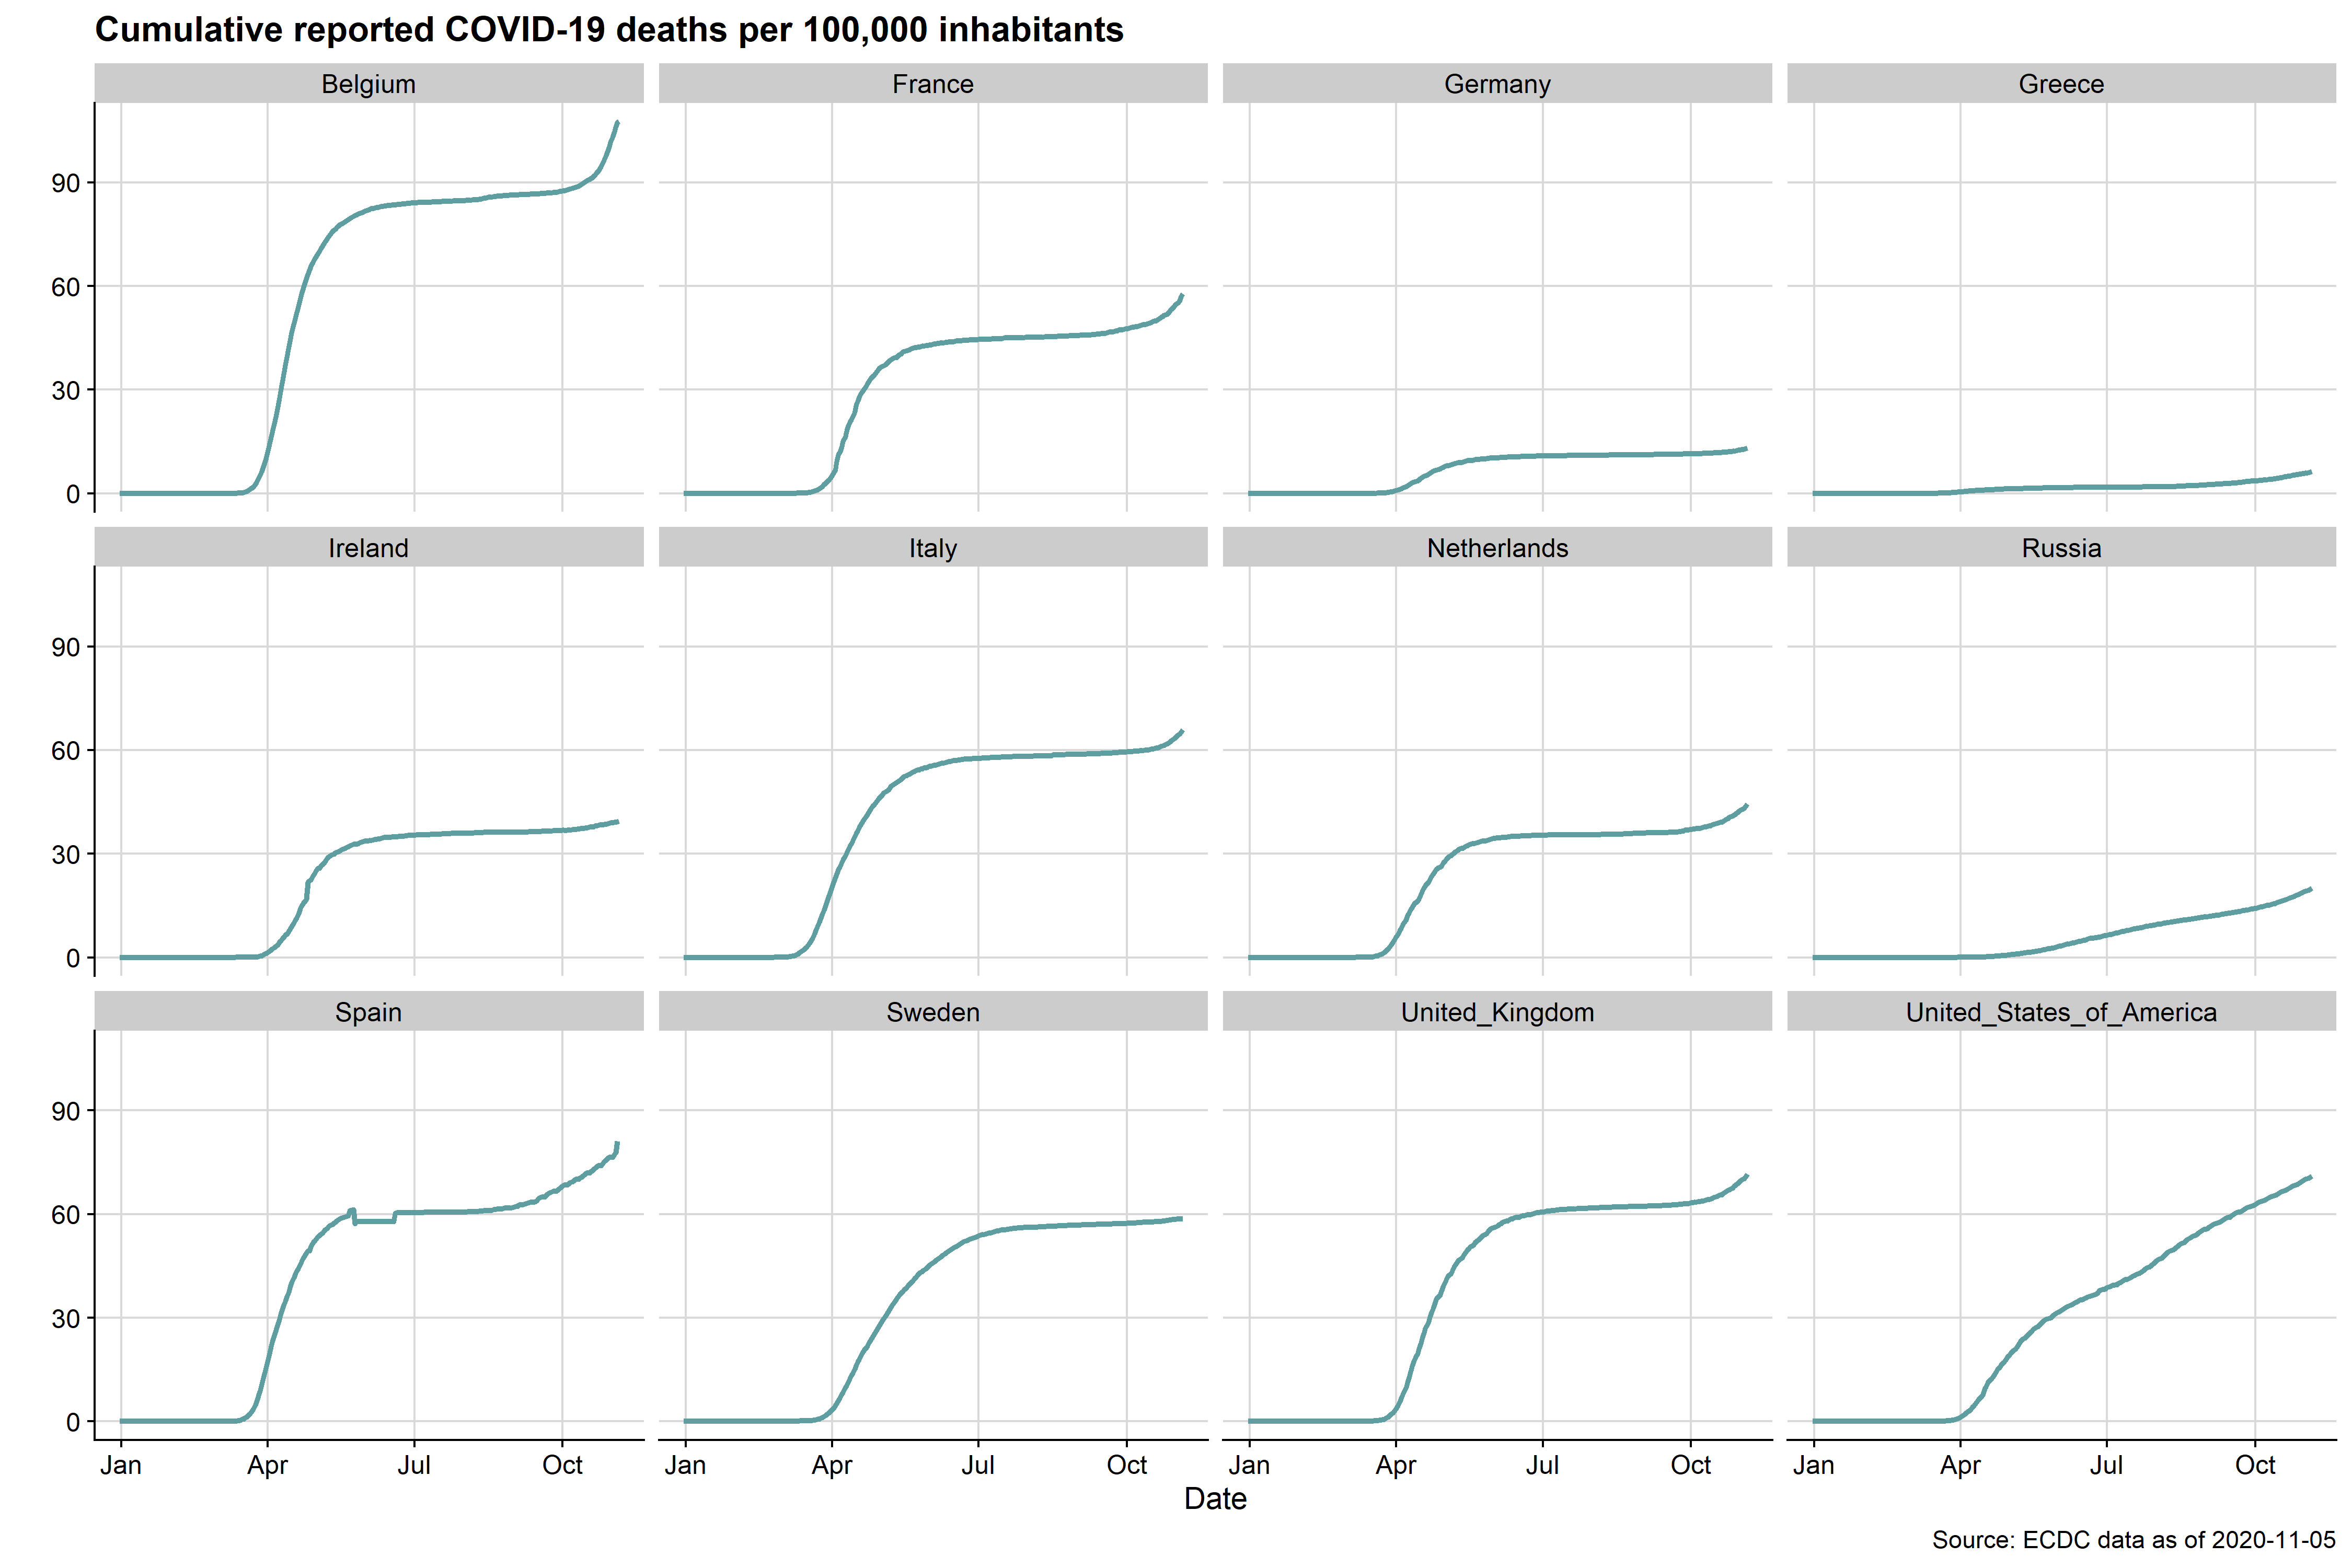 Cumulative reported COVID-19 deaths per 100,000 inhabitants
Belgium France Germany Greece
90
60
30
0
Ireland Italy Netherlands Russia
90
60
30
0
Spain Sweden United_Kingdom United_States_of_America
90
60
30
0
Jan Apr Jul Oct Jan Apr Jul Oct Jan Apr Jul Oct Jan Apr Jul Oct
Date
Source: ECDC data as of 2020-11-05